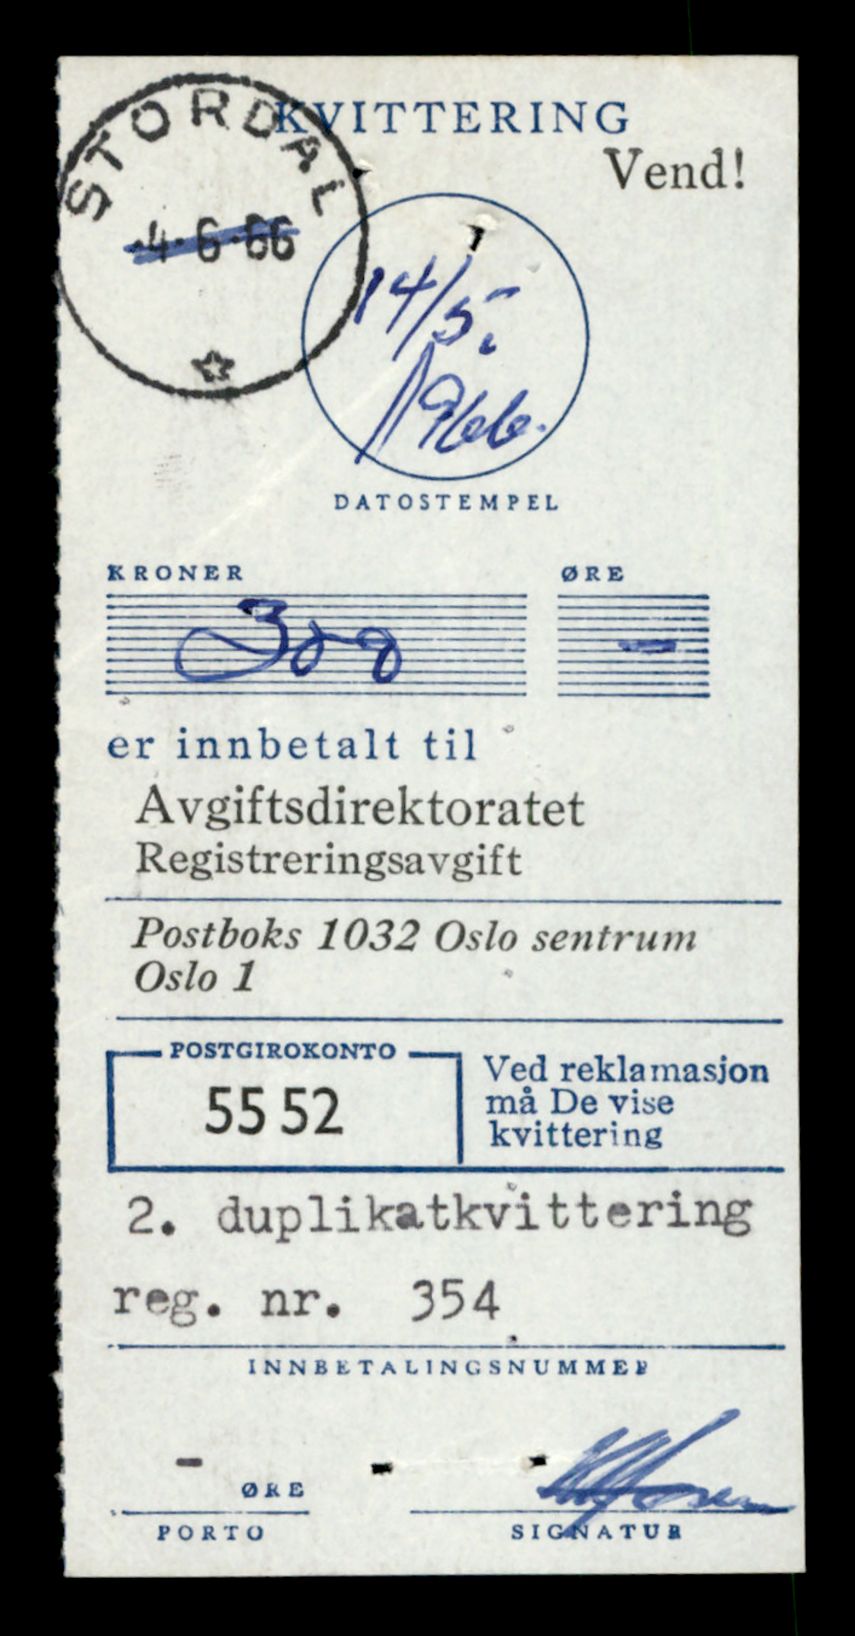 STORDAL
KVITTERING
Vend!
4-6-66
14/5.
1966.
DATOSTEMPEL
KRONER ØRE
300 -
er innbetalt til
Avgiftsdirektoratet
Registreringsavgift
Postboks 1032 Oslo sentrum
Oslo 1
POSTGIROKONTO
55 52
Ved reklamasjon
må De vise
kvittering
2. duplikatkvittering
reg. nr. 354
INNBETALINGSNUMMER
-
ØRE
PORTO SIGNATUR